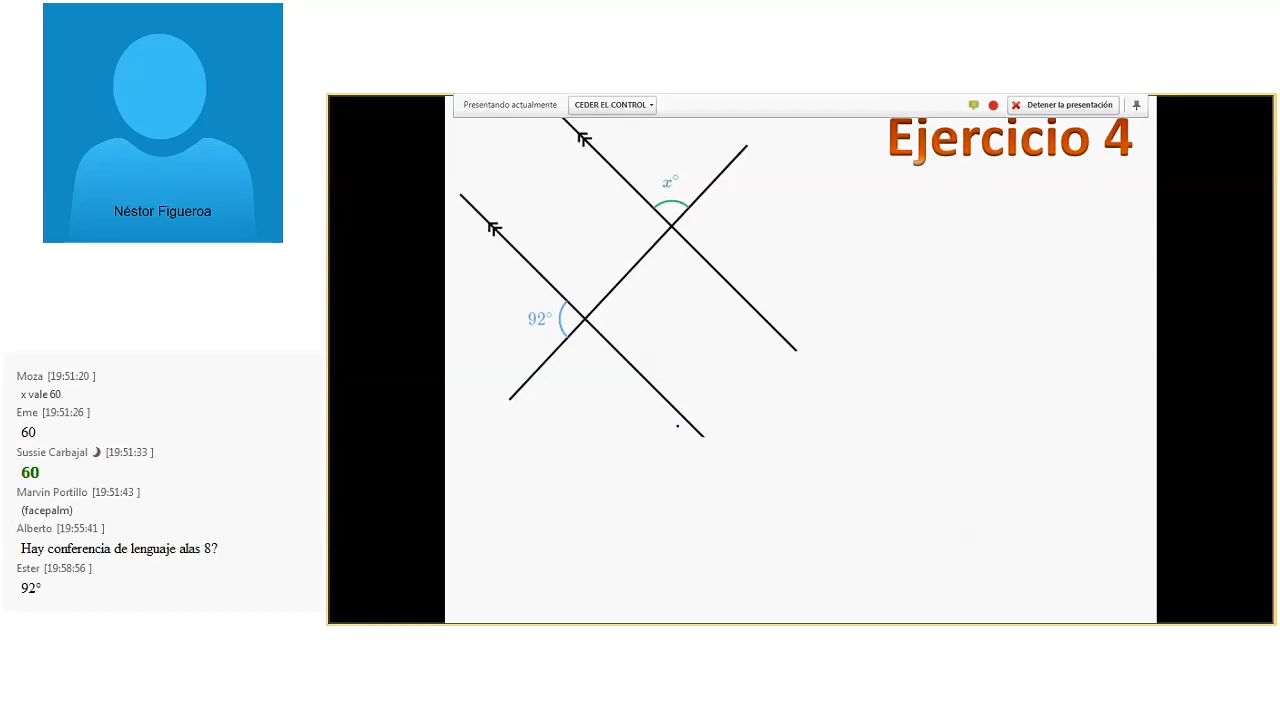 Néstor Figueroa
Moza [19:51:20 ]
x vale 60
Eme [19:51:26 ]
60
Sussie Carbajal [19:51:33 ]
60
Marvin Portillo [19:51:43 ]
(facepalm)
Alberto [19:55:41 ]
Hay conferencia de lenguaje alas 8?
Ester [19:58:56 ]
92°
Presentando actualmente
CEDER EL CONTROL
Detener la presentación
Ejercicio 4
x°
92°